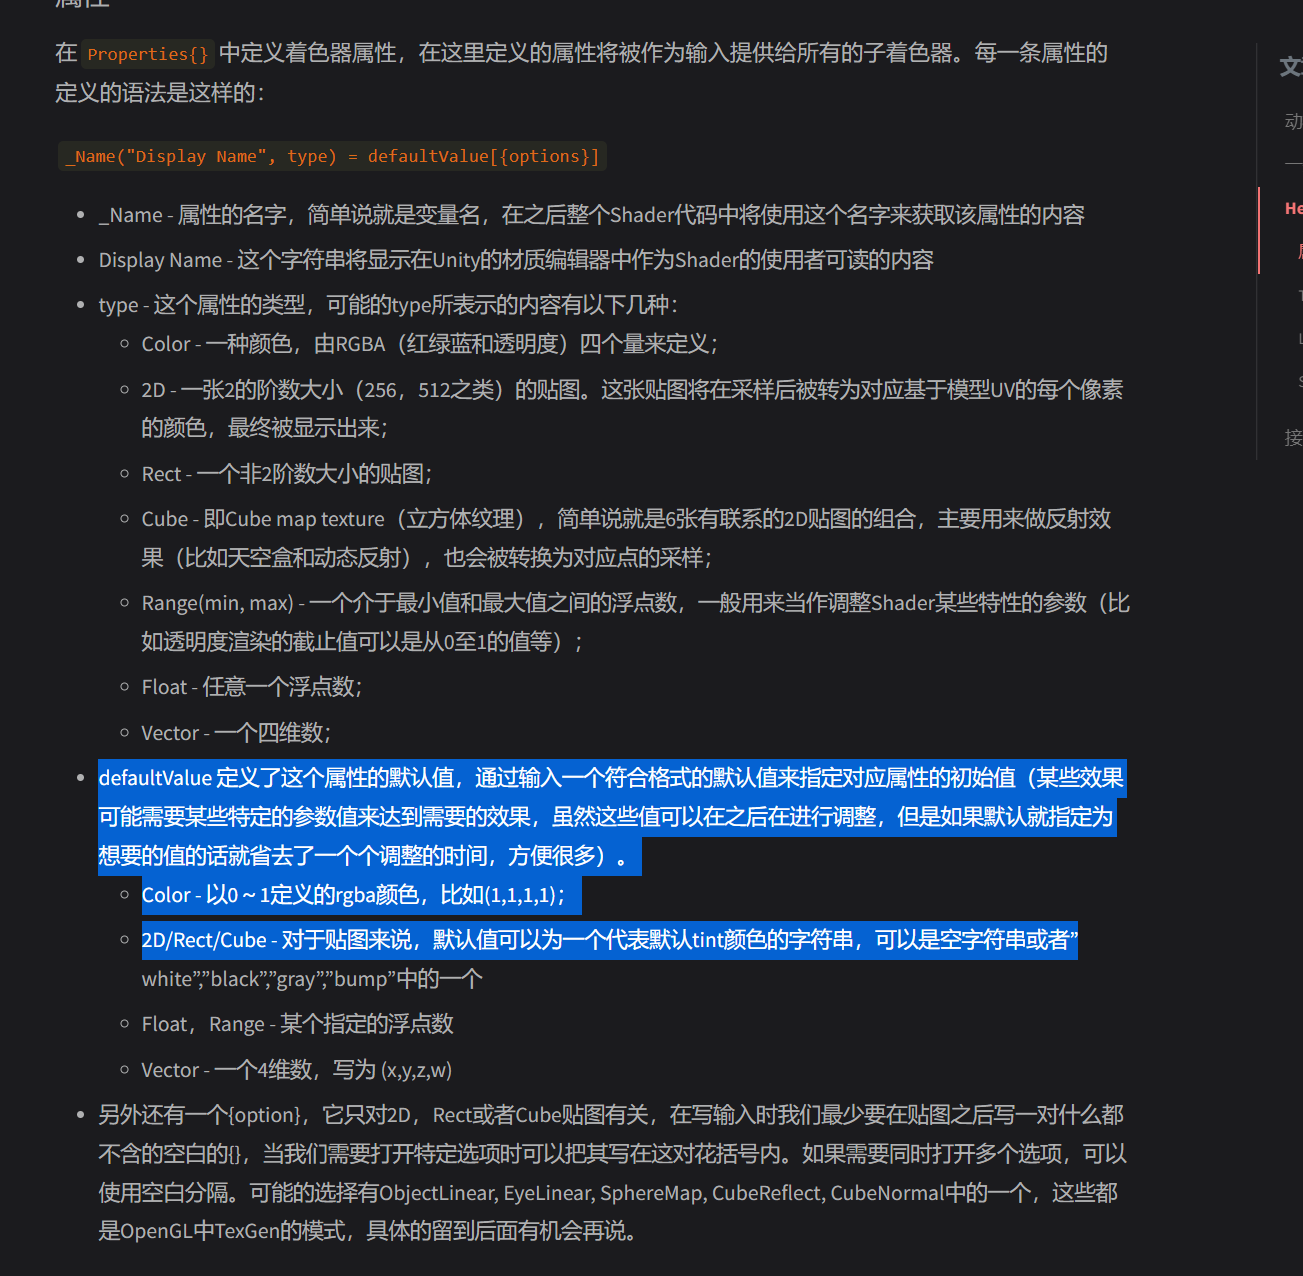 属性
在 Properties{} 中定义着色器属性，在这里定义的属性将被作为输入提供给所有的子着色器。每一条属性的
定义的语法是这样的：
_Name("Display Name", type) = defaultValue[{options}]
_Name - 属性的名字，简单说就是变量名，在之后整个Shader代码中将使用这个名字来获取该属性的内容
Display Name - 这个字符串将显示在Unity的材质编辑器中作为Shader的使用者可读的内容
type - 这个属性的类型，可能的type所表示的内容有以下几种：
Color - 一种颜色，由RGBA（红绿蓝和透明度）四个量来定义；
2D - 一张2的阶数大小（256，512之类）的贴图。这张贴图将在采样后被转为对应基于模型UV的每个像素
的颜色，最终被显示出来；
Rect - 一个非2阶数大小的贴图；
Cube - 即Cube map texture（立方体纹理），简单说就是6张有联系的2D贴图的组合，主要用来做反射效
果（比如天空盒和动态反射），也会被转换为对应点的采样；
Range(min, max) - 一个介于最小值和最大值之间的浮点数，一般用来当作调整Shader某些特性的参数（比
如透明度渲染的截止值可以是从0至1的值等）；
Float - 任意一个浮点数；
Vector - 一个四维数；
defaultValue 定义了这个属性的默认值，通过输入一个符合格式的默认值来指定对应属性的初始值（某些效果
可能需要某些特定的参数值来达到需要的效果，虽然这些值可以在之后在进行调整，但是如果默认就指定为
想要的值的话就省去了一个个调整的时间，方便很多）。
Color - 以0～1定义的rgba颜色，比如(1,1,1,1)；
2D/Rect/Cube - 对于贴图来说，默认值可以为一个代表默认tint颜色的字符串，可以是空字符串或者”
white”,”black”,”gray”,”bump”中的一个
Float，Range - 某个指定的浮点数
Vector - 一个4维数，写为 (x,y,z,w)
另外还有一个{option}，它只对2D，Rect或者Cube贴图有关，在写输入时我们最少要在贴图之后写一对什么都
不含的空白的{}，当我们需要打开特定选项时可以把其写在这对花括号内。如果需要同时打开多个选项，可以
使用空白分隔。可能的选择有ObjectLinear, EyeLinear, SphereMap, CubeReflect, CubeNormal中的一个，这些都
是OpenGL中TexGen的模式，具体的留到后面有机会再说。
文
动
一
He
T
L
S
接